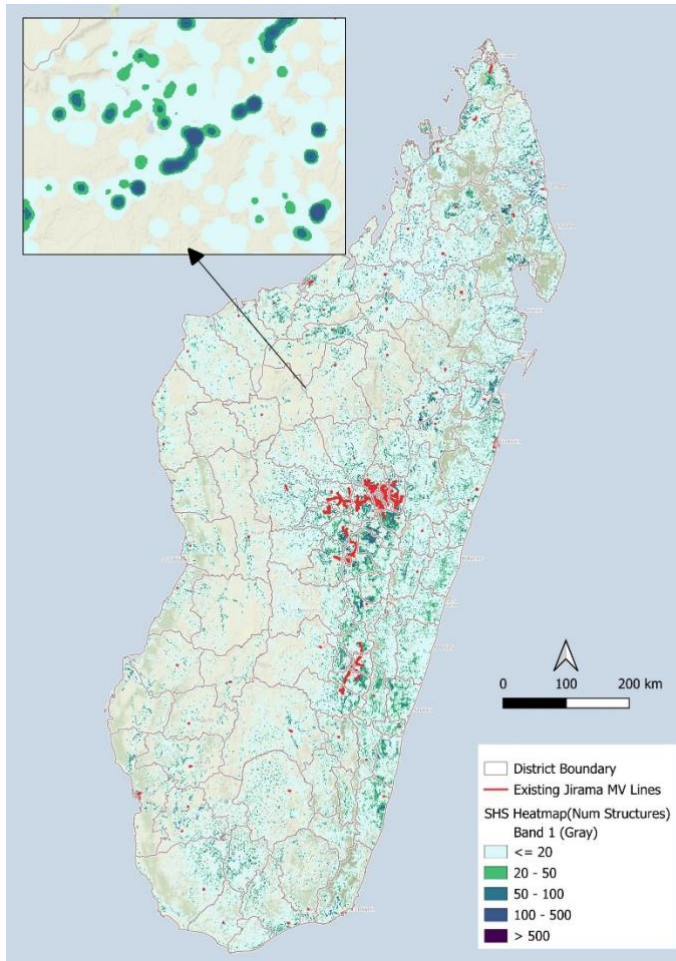 0 100 200 km
District Boundary
Existing Jirama MV Lines
SHS Heatmap(Num Structures)
Band 1 (Gray)
<= 20
20 - 50
50 - 100
100 - 500
> 500